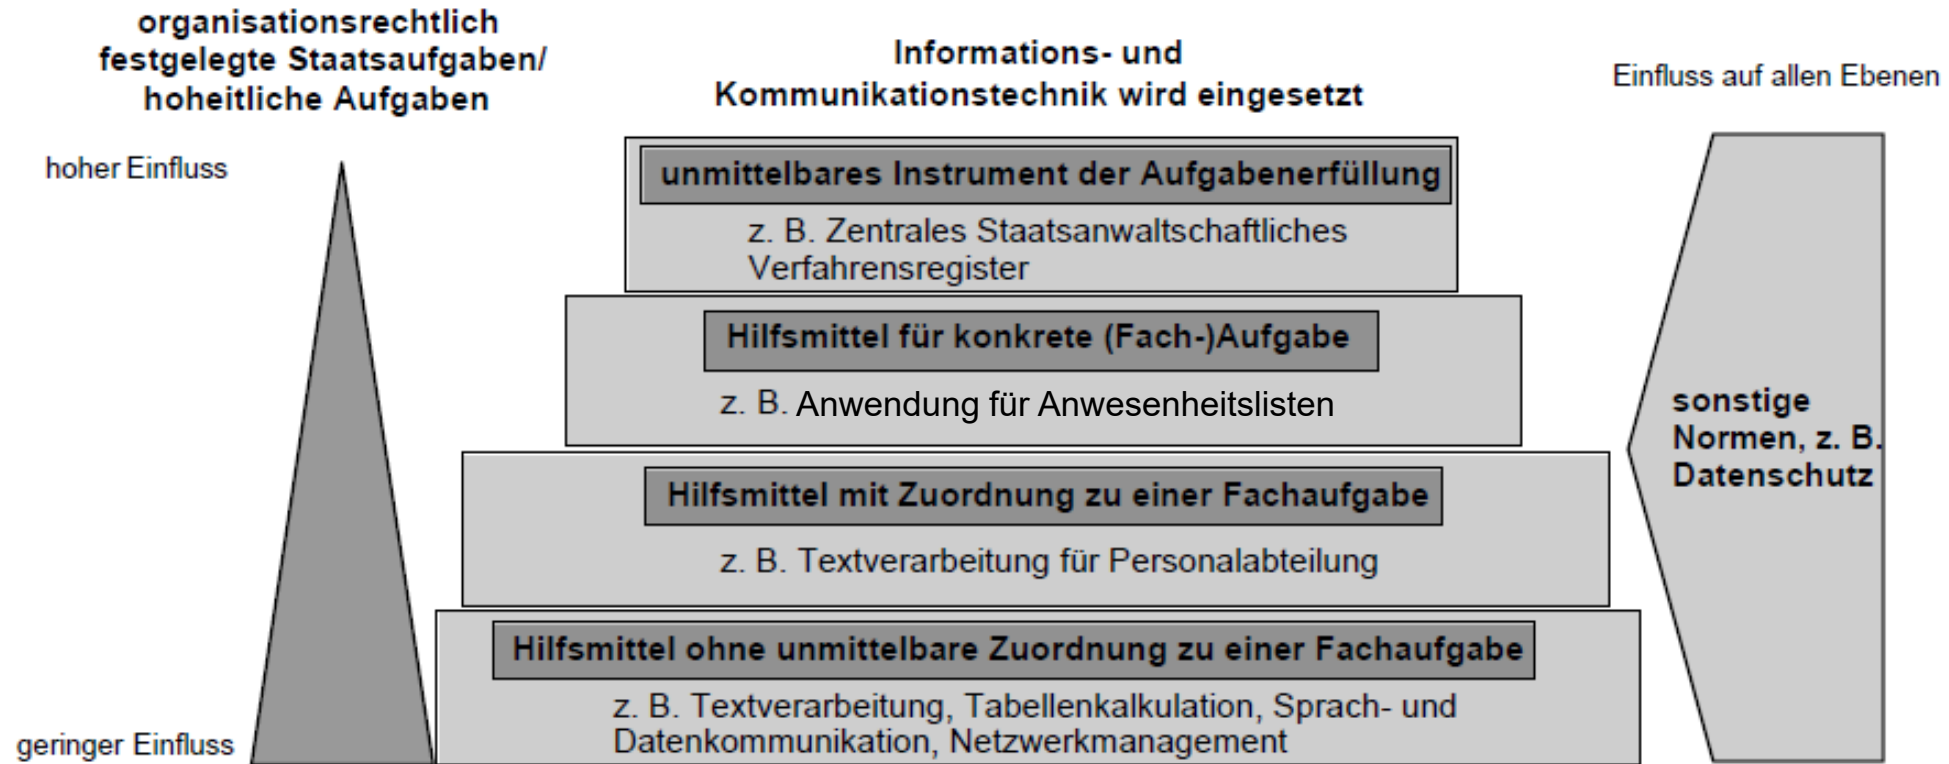 organisationsrechtlich
festgelegte Staatsaufgaben/
hoheitliche Aufgaben
Informations- und
Kommunikationstechnik wird eingesetzt
Einfluss auf allen Ebenen
hoher Einfluss
unmittelbares Instrument der Aufgabenerfüllung
z. B. Zentrales Staatsanwaltschaftliches
Verfahrensregister
Hilfsmittel für konkrete (Fach-)Aufgabe
z. B. Anwendung für Anwesenheitslisten
sonstige
Normen, z. B.
Datenschutz
Hilfsmittel mit Zuordnung zu einer Fachaufgabe
z. B. Textverarbeitung für Personalabteilung
Hilfsmittel ohne unmittelbare Zuordnung zu einer Fachaufgabe
z. B. Textverarbeitung, Tabellenkalkulation, Sprach- und
Datenkommunikation, Netzwerkmanagement
geringer Einfluss